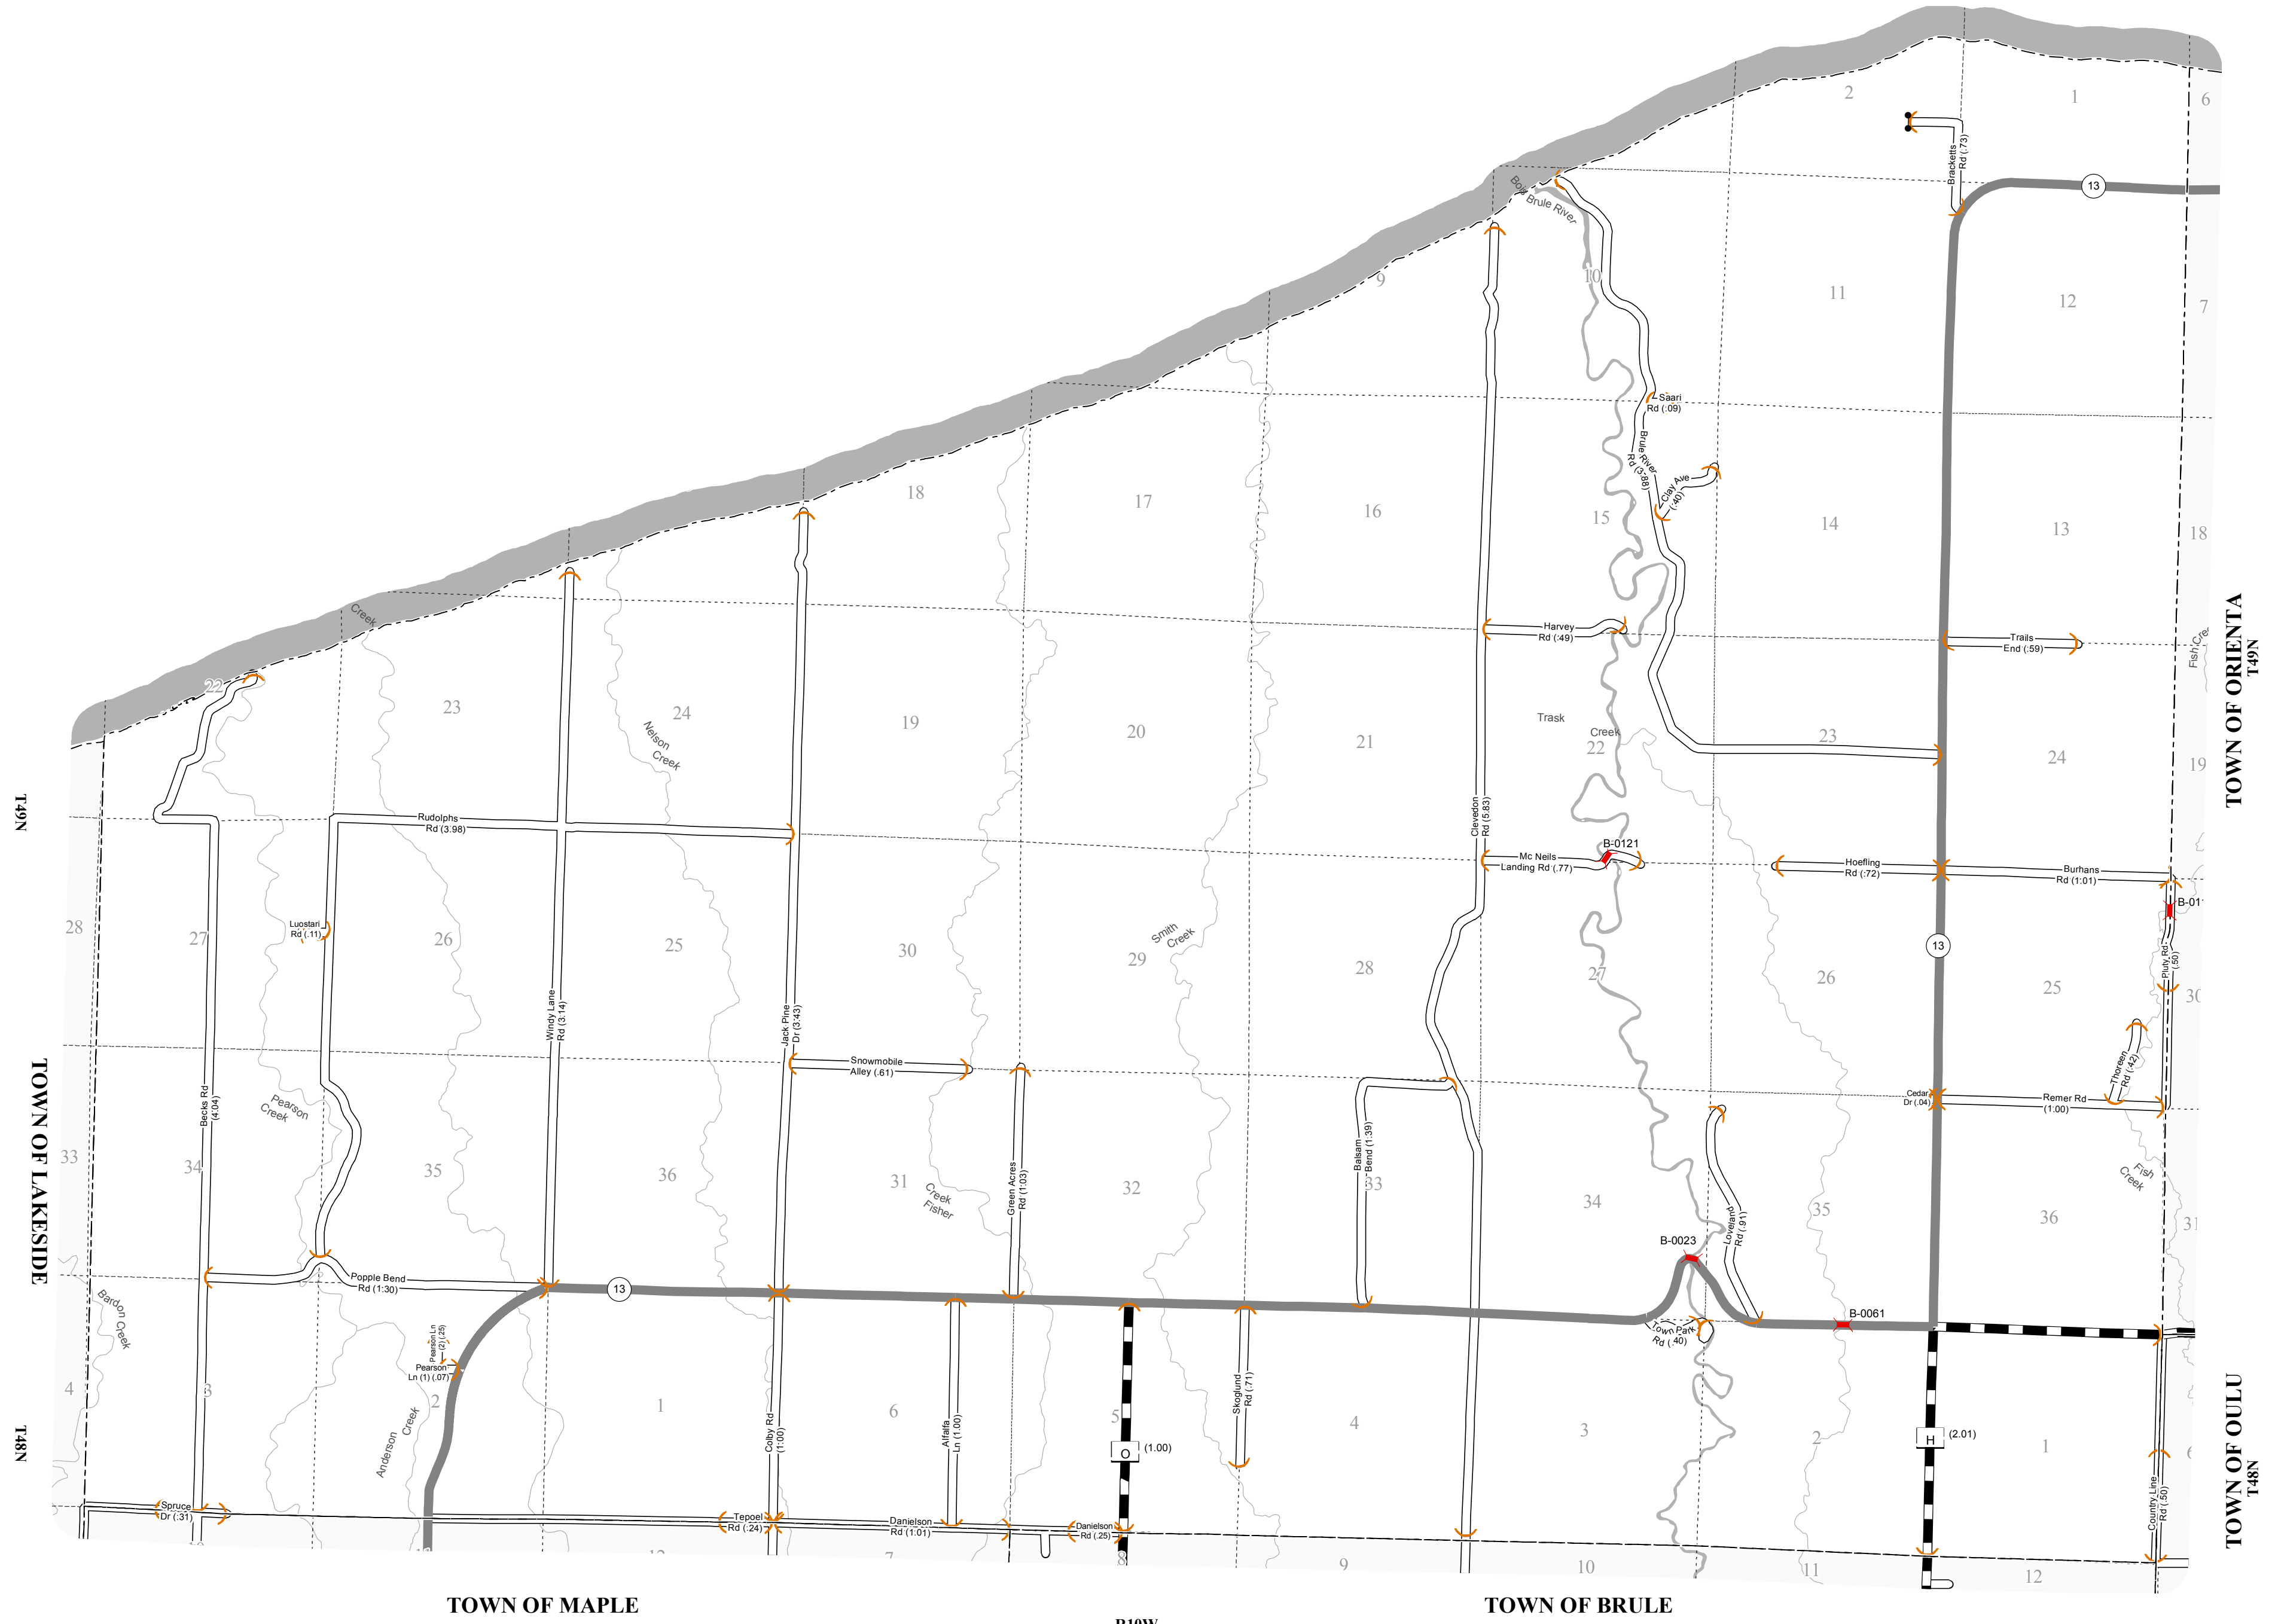 2
1
6
Bracketts
Rd (.73)
13
Bois
Brule River
9
10
11
12
7
Saari
Rd (.09)
Brule River
Rd (3.88)
Clay Ave
(.40)
18
17
16
15
14
13
18
Creek
Harvey
Rd (.49)
Trails
End (.59)
TOWN OF ORIENTA
T49N
22
23
24
Nelson
Creek
19
20
21
Trask
Creek
22
23
24
19
T49N
Rudolphs
Rd (3.98)
Clevedon
Rd (5.83)
B-0121
Mc Neils
Landing Rd (.77)
Hoefling
Rd (.72)
Burhans
Rd (1.01)
28
27
Luostari
Rd (.11)
26
25
30
Smith
Creek
29
28
27
26
13
25
Pluty Rd
(.50)
30
Windy Lane
Rd (3.14)
Jack Pine
Dr (3.43)
Snowmobile
Alley (.61)
Thoreen
Rd (.42)
Cedar
Dr (.04)
Remer Rd
(1.00)
TOWN OF LAKESIDE
Becks Rd
(4.04)
Pearson
Creek
33
34
35
36
31
Creek
Fisher
Green Acres
Rd (1.03)
32
Balsam
Bend (1.39)
33
34
Loveland
Rd (.91)
35
36
Fish
Creek
31
B-0023
Popple Bend
Rd (1.30)
13
B-0061
Bardon
Creek
Pearson Ln
(2) (.25)
Pearson
Ln (1) (.07)
Town Park
Rd (.40)
4
3
2
1
6
5
4
3
2
1
Anderson
Creek
Colby Rd
(1.00)
Alfalfa
Ln (1.00)
O
(1.00)
Skoglund
Rd (.71)
H
(2.01)
Country Line
Rd (.50)
TOWN OF OULU
T48N
T48N
Spruce
Dr (.31)
Tepoel
Rd (.24)
Danielson
Rd (1.01)
Danielson
Rd (.25)
7
8
9
10
11
12
TOWN OF MAPLE
TOWN OF BRULE